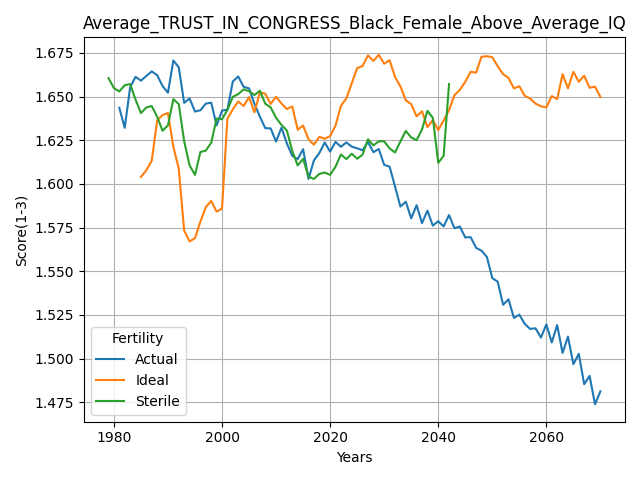 Average_TRUST_IN_CONGRESS_Black_Female_Above_Average_IQ
Score(1-3)
1.675
1.650
1.625
1.600
1.575
1.550
1.525
1.500
1.475
Fertility
Actual
Ideal
Sterile
1980
2000
2020
2040
2060
Years